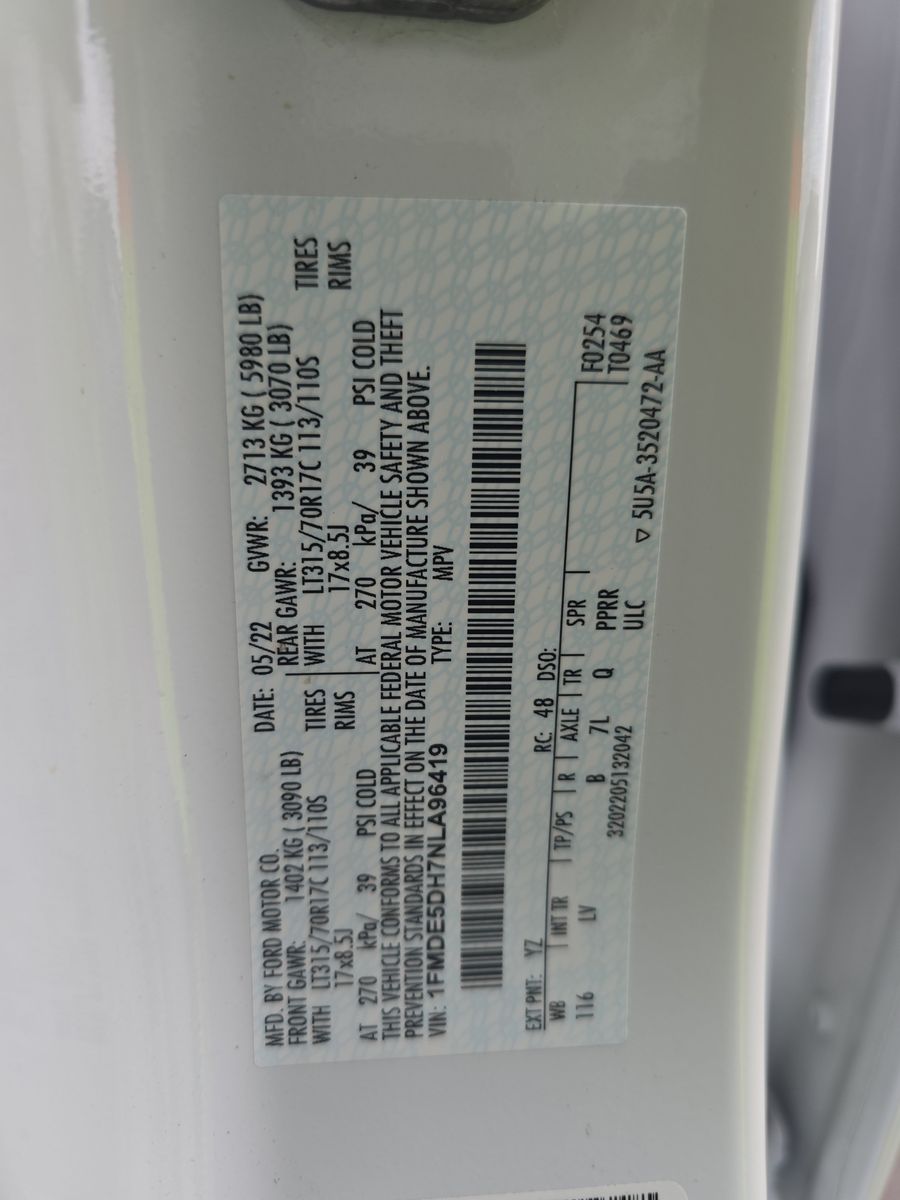 MFD. BY FORD MOTOR CO. DATE: 05/22 GVWR: 2713 KG ( 5980 LB)
FRONT GAWR: 1402 KG ( 3090 LB) REAR GAWR: 1393 KG ( 3070 LB)
WITH LT315/70R17C 113/110S TIRES WITH LT315/70R17C 113/110S TIRES
17x8.5J RIMS 17x8.5J RIMS
AT 270 kPa/ 39 PSI COLD AT 270 kPa/ 39 PSI COLD
THIS VEHICLE CONFORMS TO ALL APPLICABLE FEDERAL MOTOR VEHICLE SAFETY AND THEFT
PREVENTION STANDARDS IN EFFECT ON THE DATE OF MANUFACTURE SHOWN ABOVE.
VIN: 1FMDE5DH7NLA96419 TYPE: MPV
EXT PNT: YZ RC: 48 DSO:
WB INT TR TP/PS R AXLE TR SPR F0254
116 LV B 7L Q PPRR T0469
3202205132042 ULC
▽ 5U5A-3520472-AA